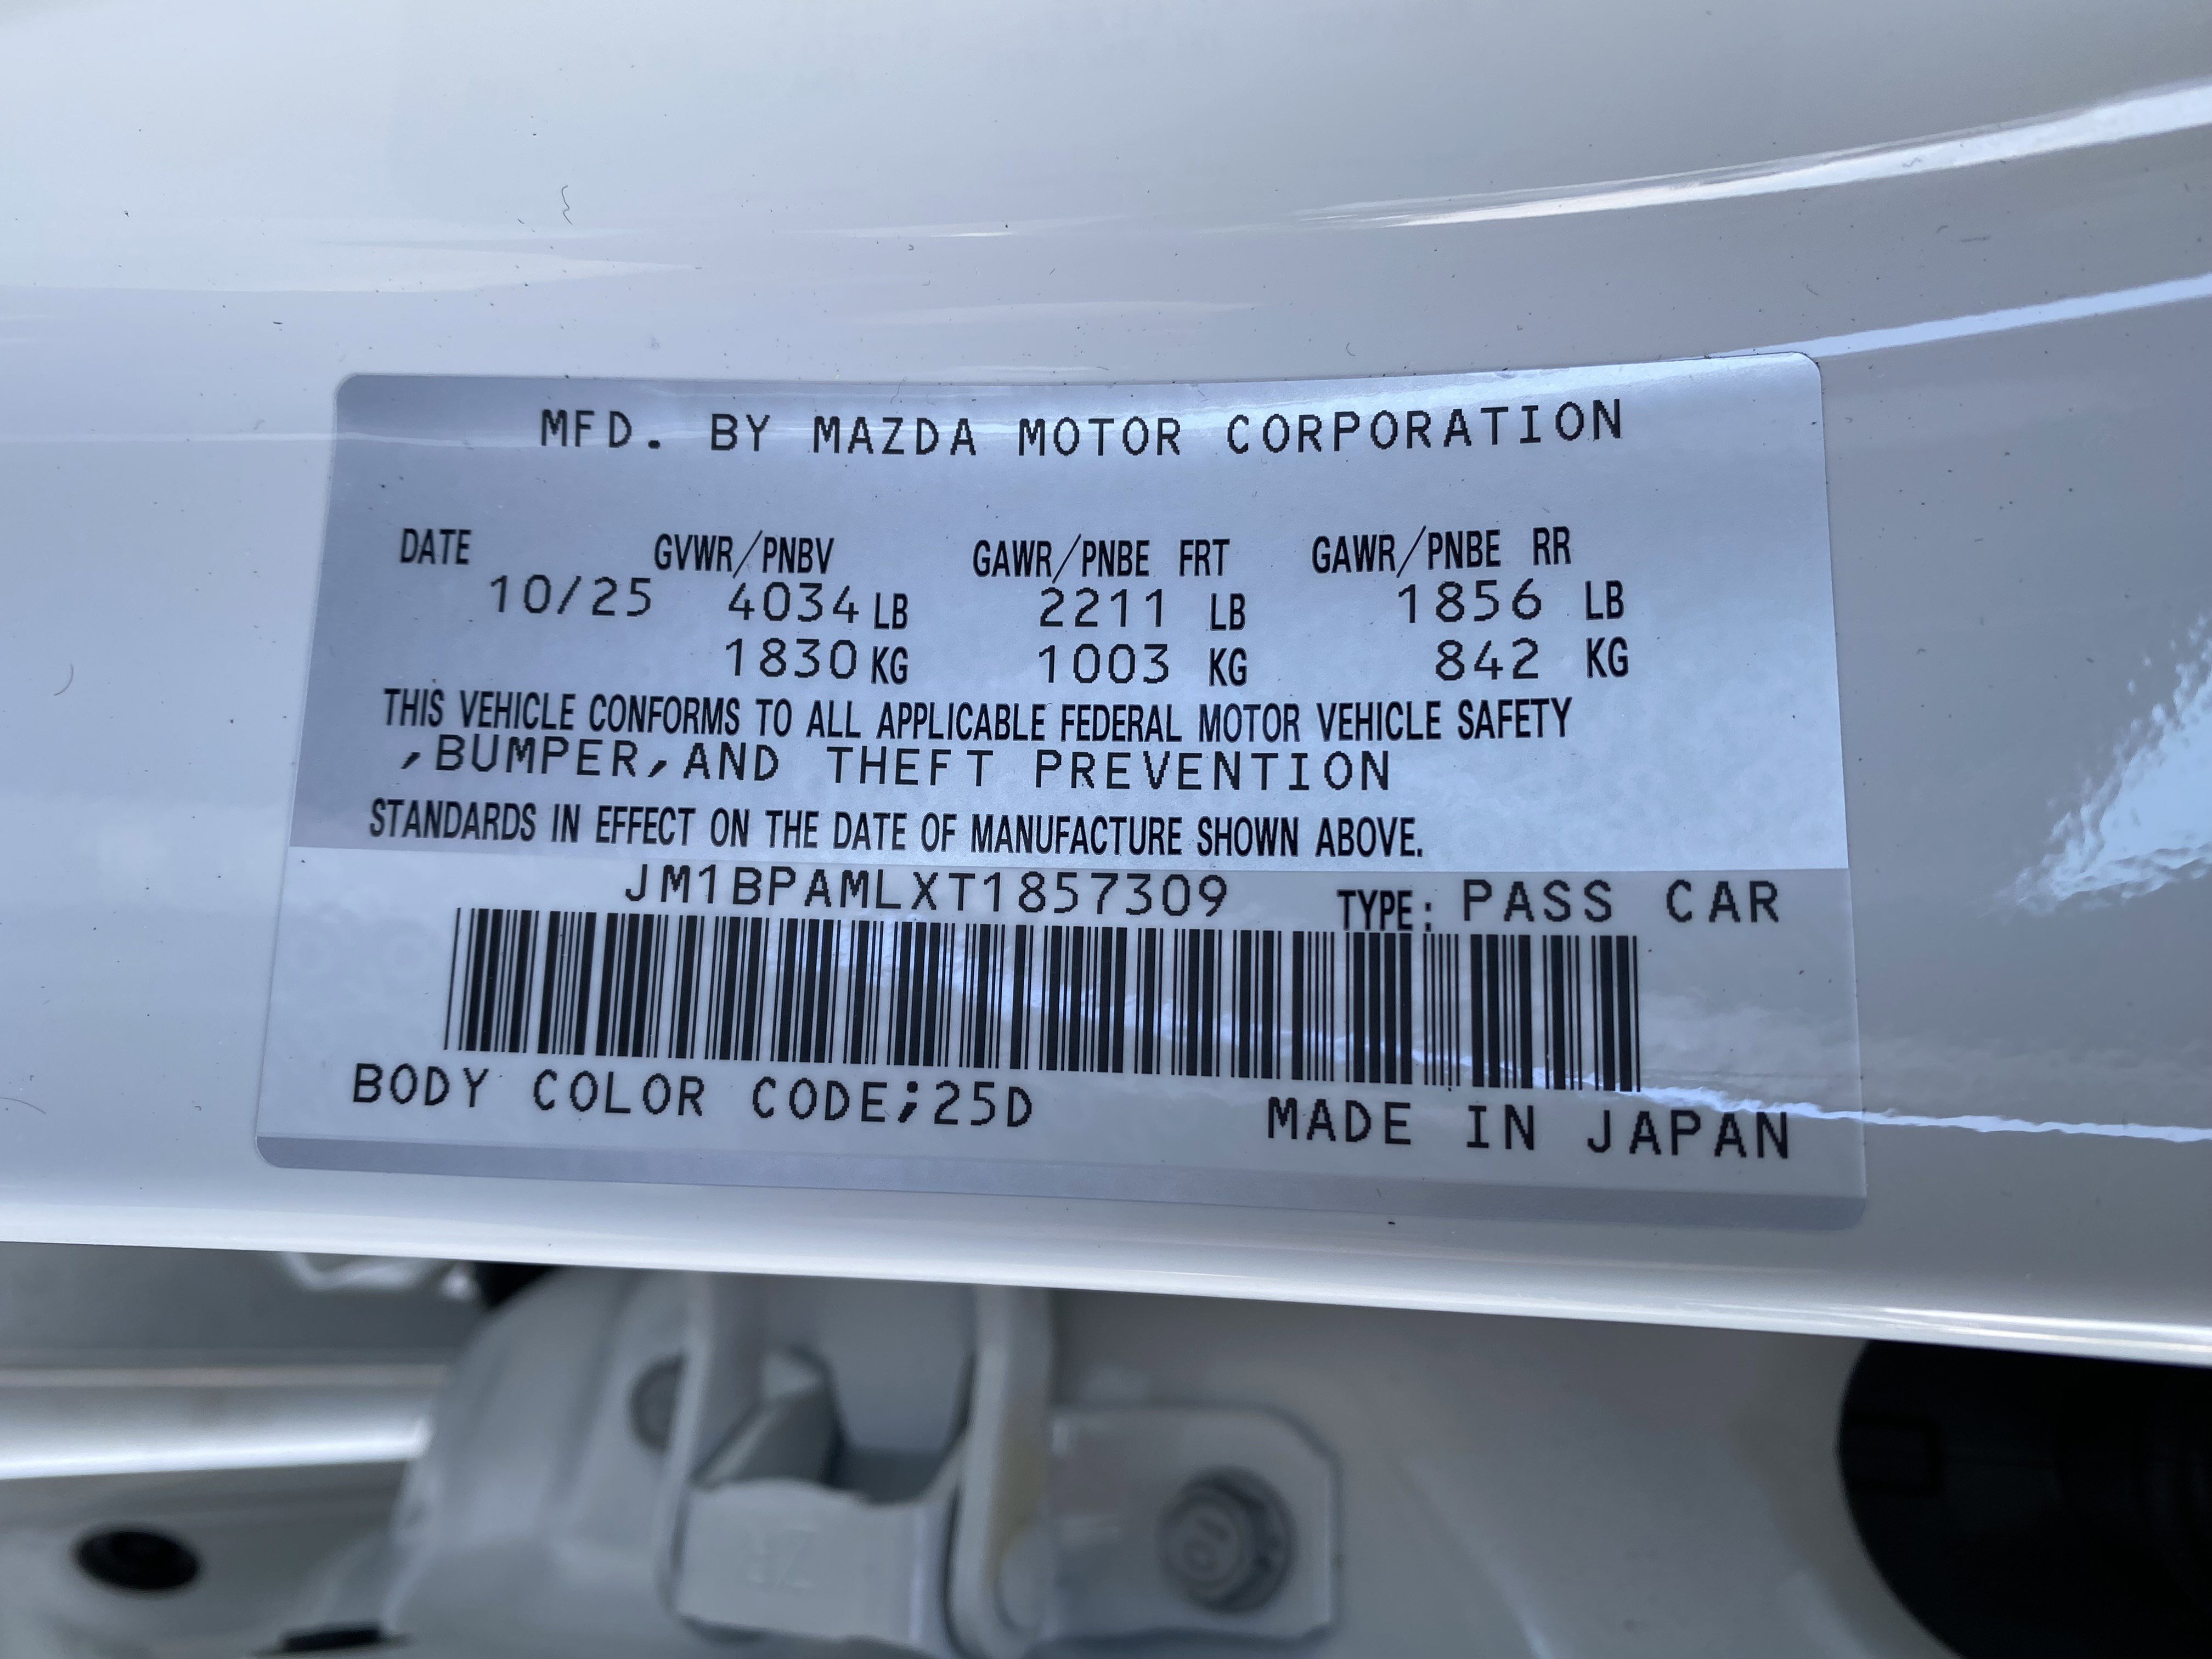 MFD. BY MAZDA MOTOR CORPORATION
DATE GVWR/PNBV GAWR/PNBE FRT GAWR/PNBE RR
10/25 4034 LB 2211 LB 1856 LB
1830 KG 1003 KG 842 KG
THIS VEHICLE CONFORMS TO ALL APPLICABLE FEDERAL MOTOR VEHICLE SAFETY
,BUMPER,AND THEFT PREVENTION
STANDARDS IN EFFECT ON THE DATE OF MANUFACTURE SHOWN ABOVE.
JM1BPAMLXT1857309 TYPE: PASS CAR
BODY COLOR CODE;25D MADE IN JAPAN